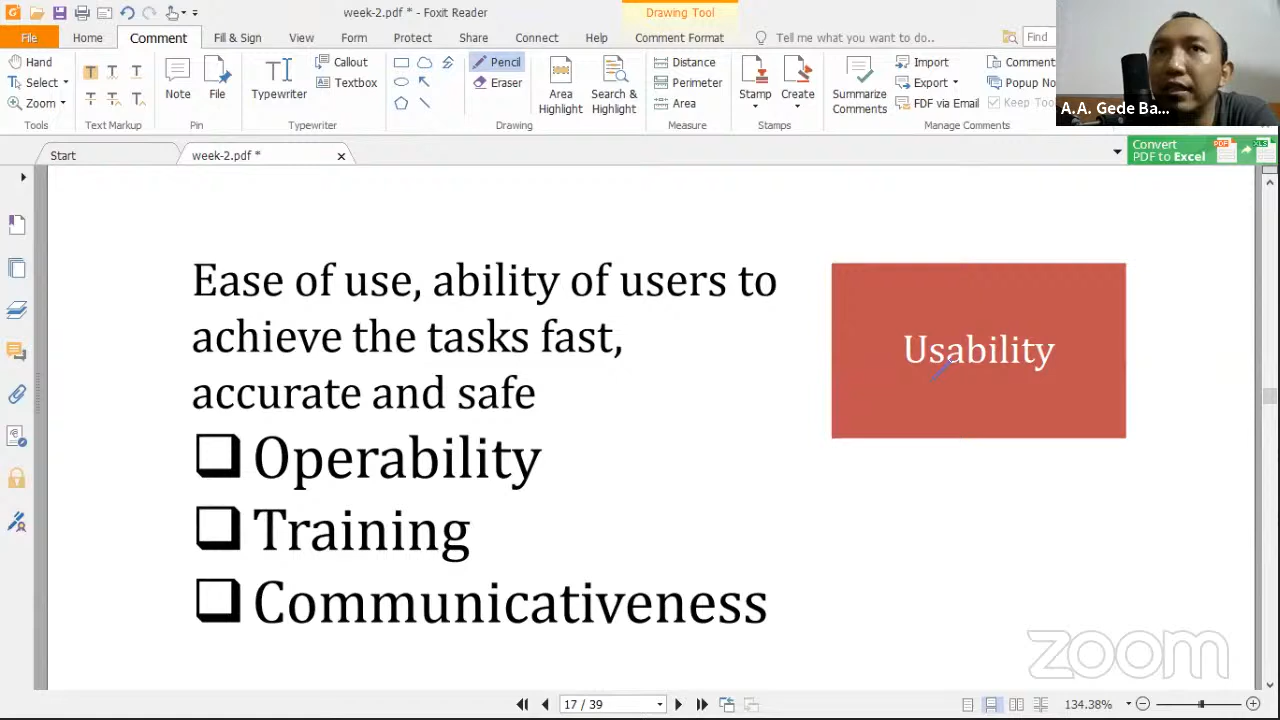 week-2.pdf * - Foxit Reader
Drawing Tool
File
Home
Comment
Fill & Sign
View
Form
Protect
Share
Connect
Help
Comment Format
Tell me what you want to do..
Find
Hand
Select
Zoom
Tools
T T T
T T T
Text Markup
Note
File
Pin
Typewriter
Callout
Textbox
Typewriter
Pencil
Eraser
Drawing
Area
Highlight
Search &
Highlight
Distance
Perimeter
Area
Measure
Stamp
Create
Stamps
Summarize
Comments
Import
Export
FDF via Email
Comment
Popup No
Keep Too
Manage Comments
A.A. Gede Ba...
Start
week-2.pdf *
Convert
PDF to Excel
PDF
XLS
Ease of use, ability of users to
achieve the tasks fast,
accurate and safe
Operability
Training
Communicativeness
Usability
zoom
17 / 39
134.38%